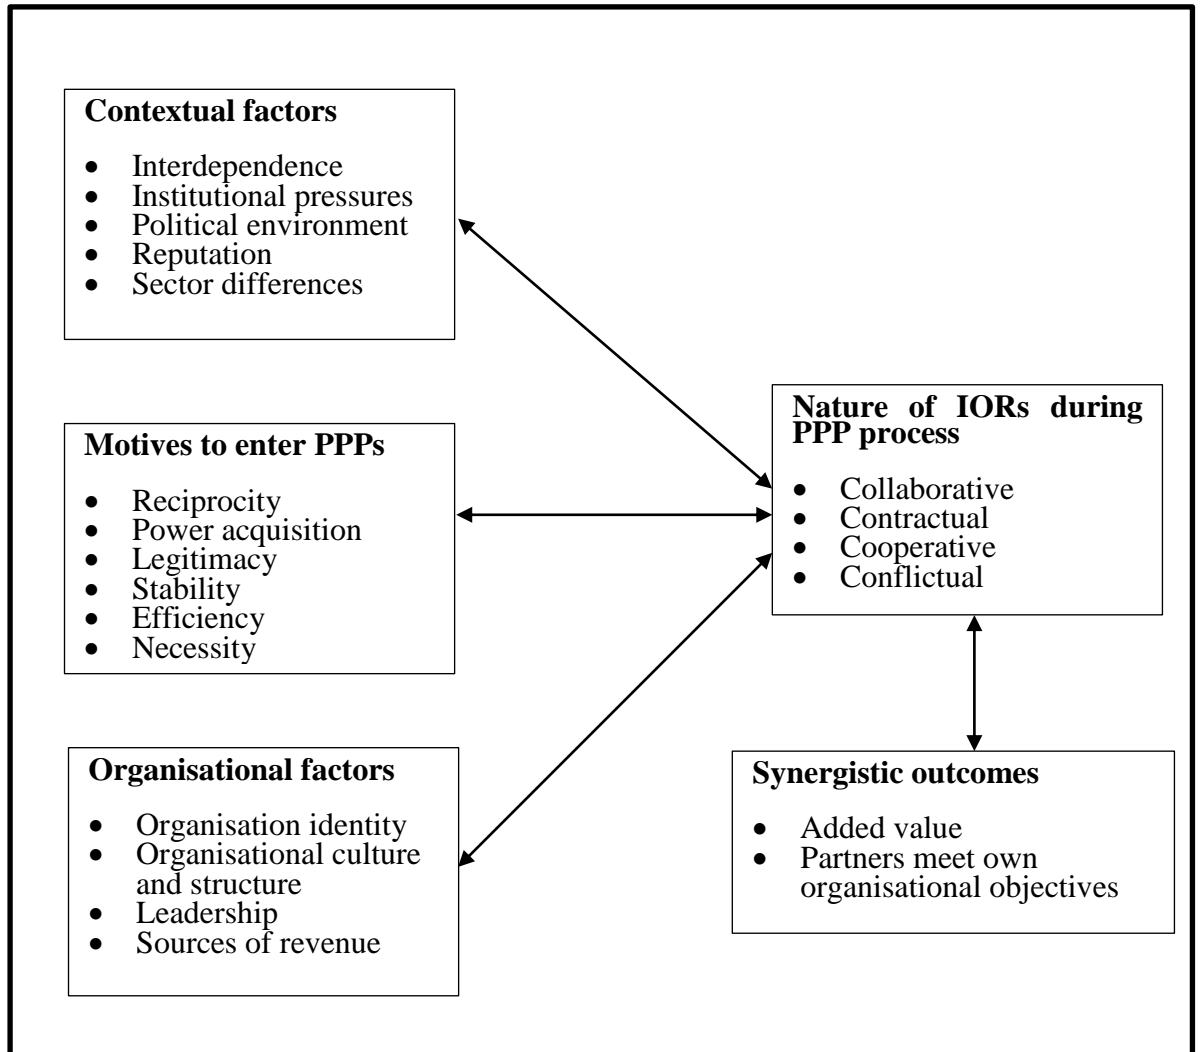 Contextual factors
• Interdependence
• Institutional pressures
• Political environment
• Reputation
• Sector differences
Motives to enter PPPs
• Reciprocity
• Power acquisition
• Legitimacy
• Stability
• Efficiency
• Necessity
Organisational factors
• Organisation identity
• Organisational culture
and structure
• Leadership
• Sources of revenue
Nature of IORs during
PPP process
• Collaborative
• Contractual
• Cooperative
• Conflictual
Synergistic outcomes
• Added value
• Partners meet own
organisational objectives